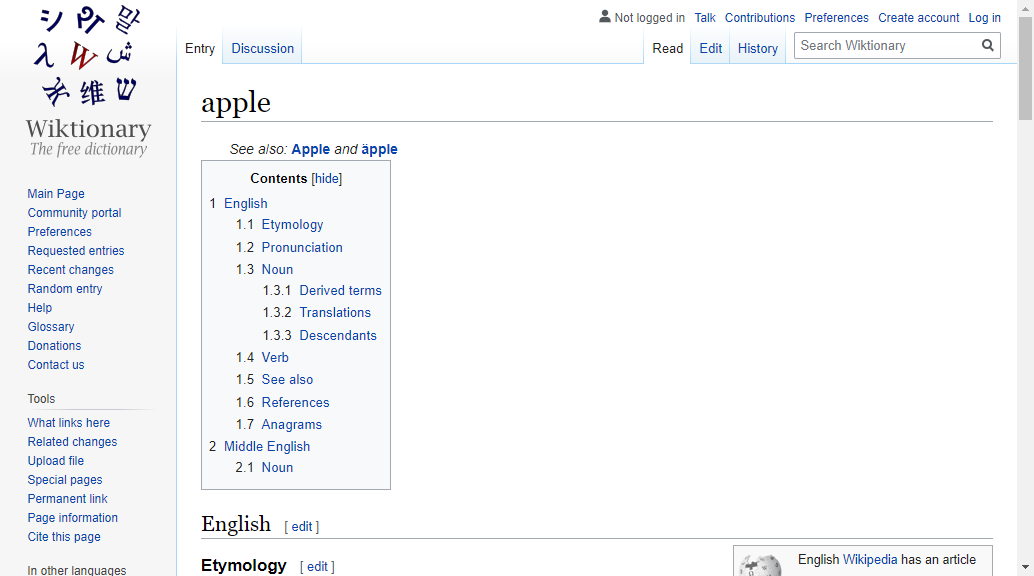 シ
वि
말
λ
W
ش
维
ש
Wiktionary
The free dictionary
Not logged in Talk Contributions Preferences Create account Log in
Entry Discussion Read Edit History Search Wiktionary
apple
See also: Apple and äpple
Contents [hide]
1 English
1.1 Etymology
1.2 Pronunciation
1.3 Noun
1.3.1 Derived terms
1.3.2 Translations
1.3.3 Descendants
1.4 Verb
1.5 See also
1.6 References
1.7 Anagrams
2 Middle English
2.1 Noun
English [ edit ]
Etymology [ edit ]
English Wikipedia has an article
Main Page
Community portal
Preferences
Requested entries
Recent changes
Random entry
Help
Glossary
Donations
Contact us
Tools
What links here
Related changes
Upload file
Special pages
Permanent link
Page information
Cite this page
In other languages